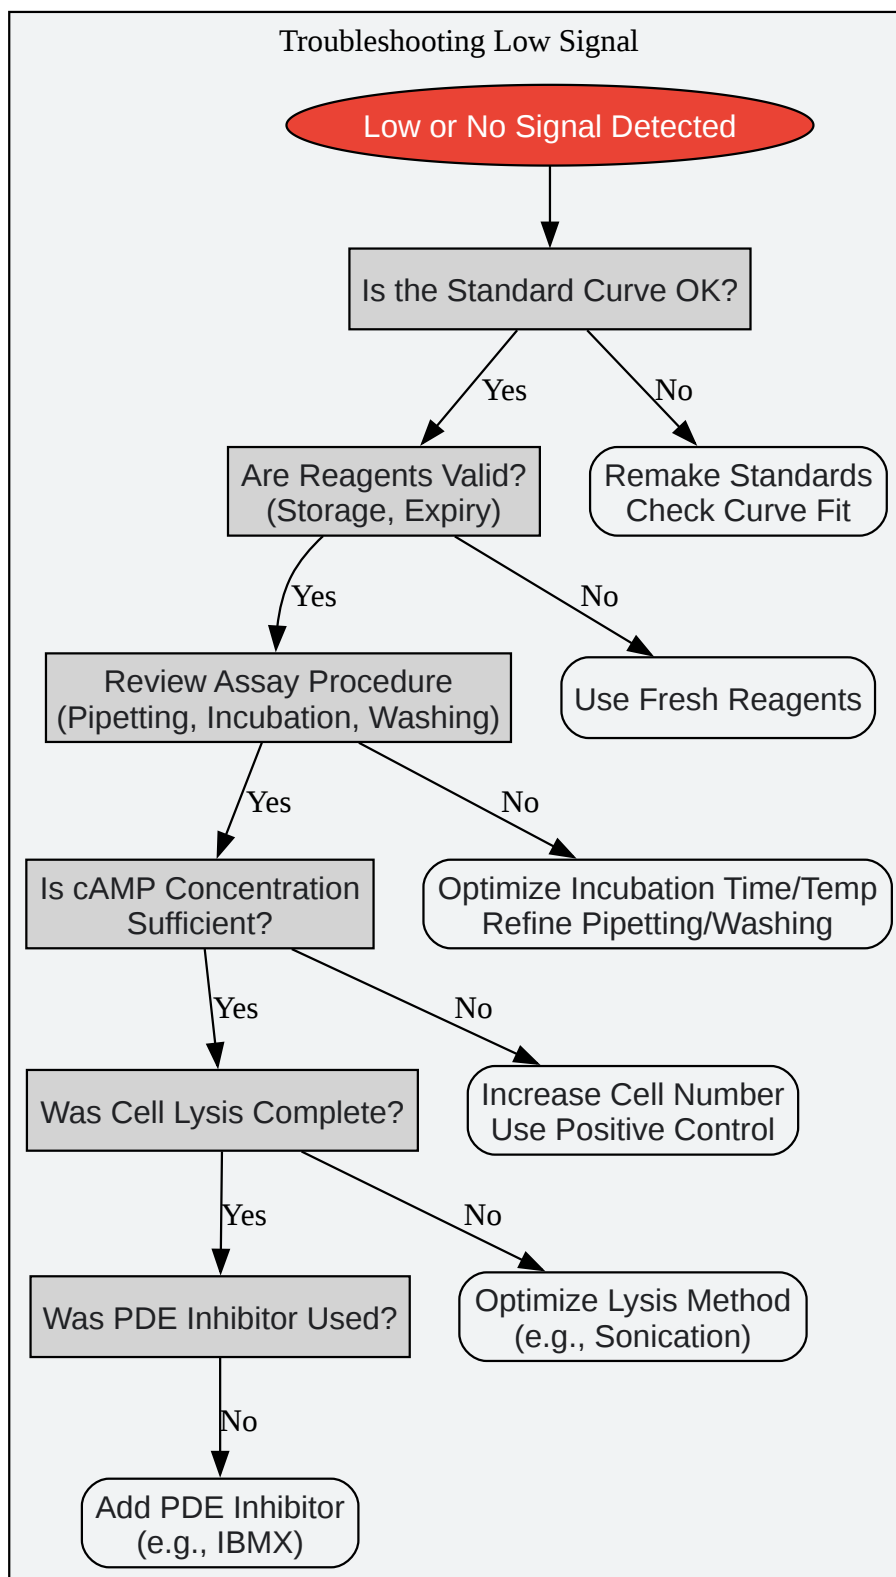 Troubleshooting Low Signal
Low or No Signal Detected
Is the Standard Curve OK?
Yes
No
Are Reagents Valid?
(Storage, Expiry)
Remake Standards
Check Curve Fit
Yes
No
Review Assay Procedure
(Pipetting, Incubation, Washing)
Use Fresh Reagents
Yes
No
Is cAMP Concentration
Sufficient?
Optimize Incubation Time/Temp
Refine Pipetting/Washing
Yes
No
Was Cell Lysis Complete?
Increase Cell Number
Use Positive Control
Yes
No
Was PDE Inhibitor Used?
Optimize Lysis Method
(e.g., Sonication)
No
Add PDE Inhibitor
(e.g., IBMX)